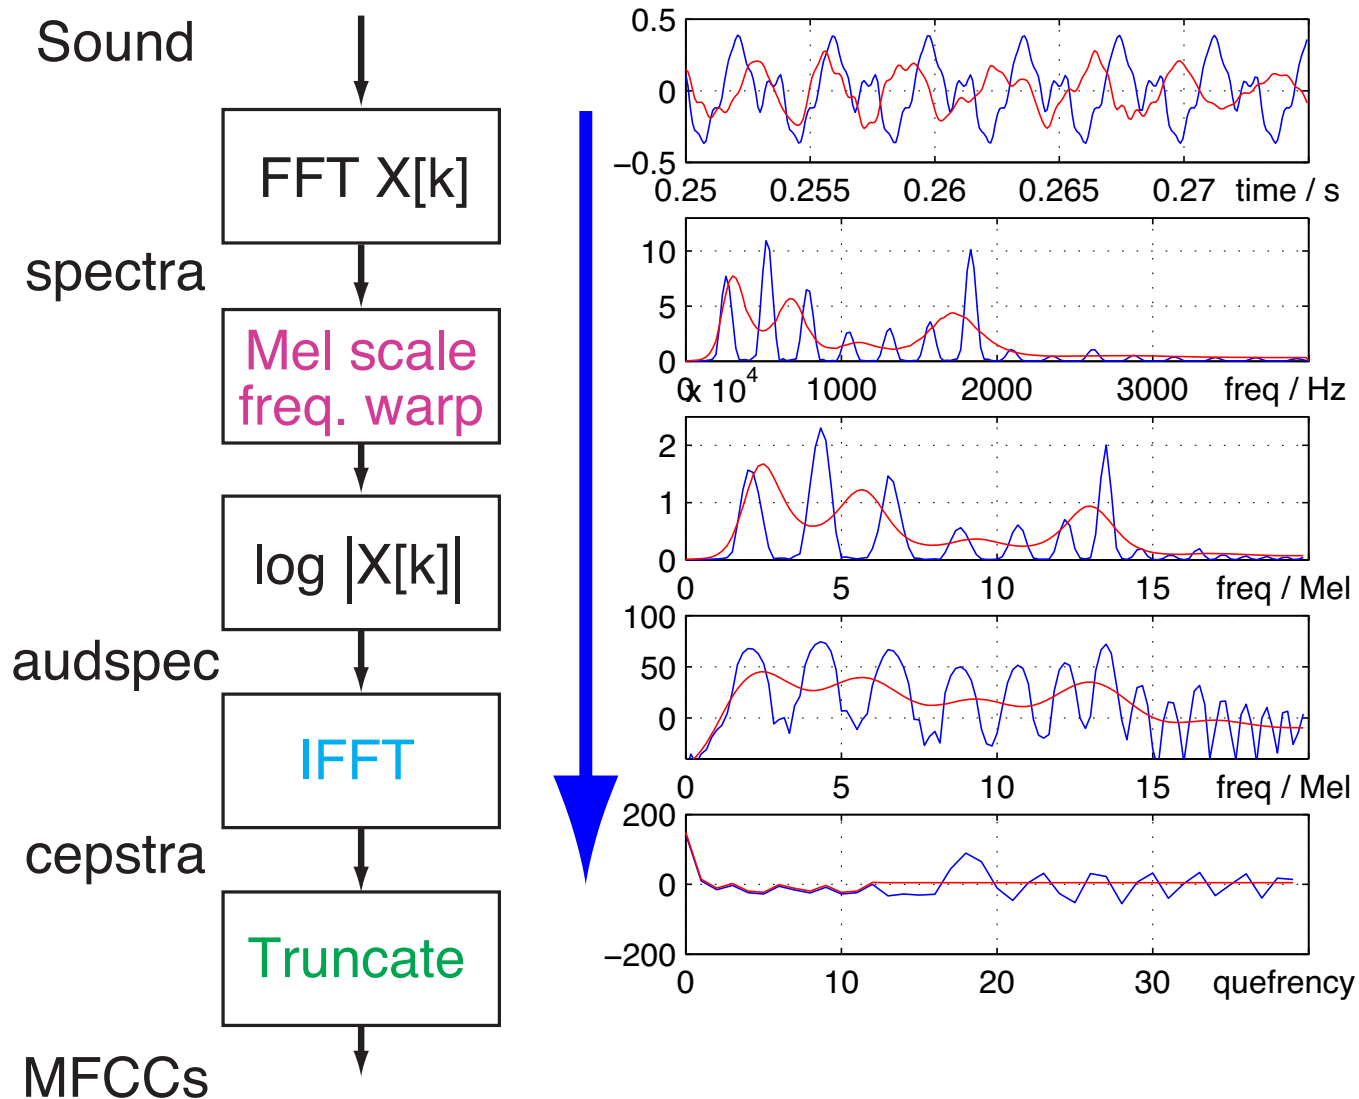 Sound
FFT X[k]
spectra
Mel scale
freq. warp
log |X[k]|
audspec
IFFT
cepstra
Truncate
MFCCs
0.5
0
−0.5
0.25 0.255 0.26 0.265 0.27 time / s
10
5
0
0 1000 2000 3000 freq / Hz
x 10^4
2
1
0
0 5 10 15 freq / Mel
100
50
0
0 5 10 15 freq / Mel
200
0
−200
0 10 20 30 quefrency